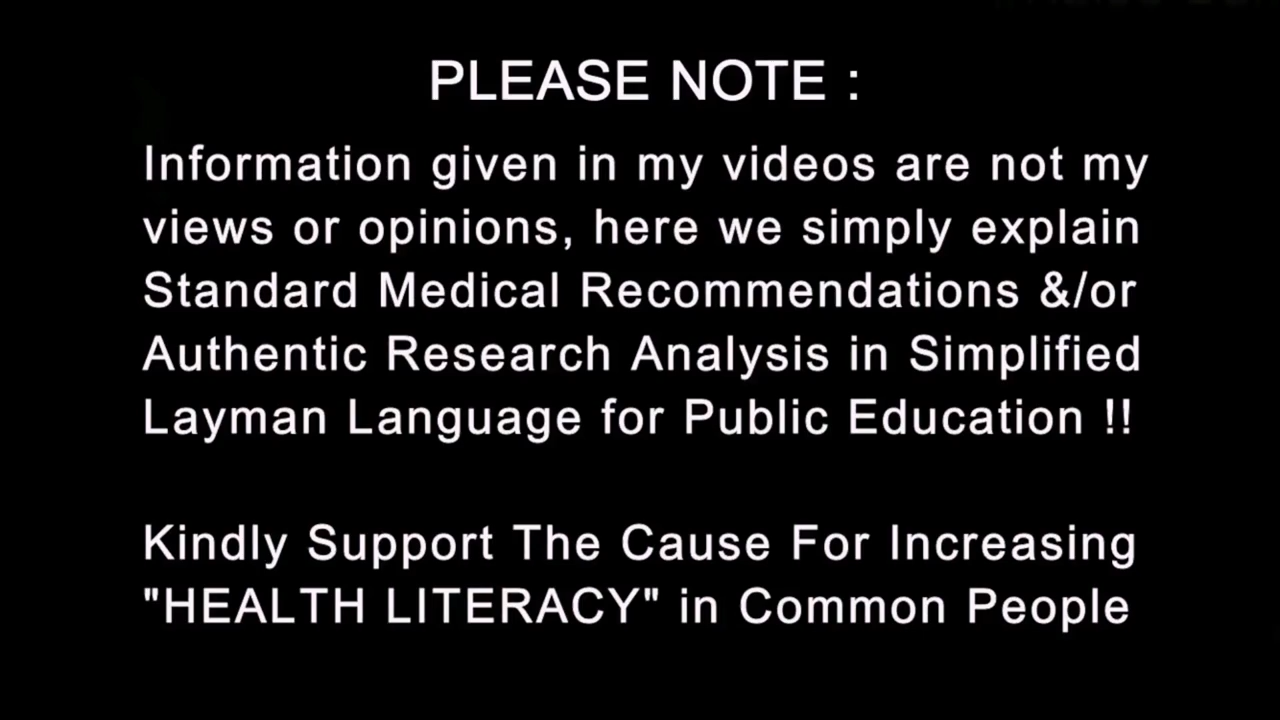 PLEASE NOTE :
Information given in my videos are not my
views or opinions, here we simply explain
Standard Medical Recommendations &/or
Authentic Research Analysis in Simplified
Layman Language for Public Education !!
Kindly Support The Cause For Increasing
"HEALTH LITERACY" in Common People